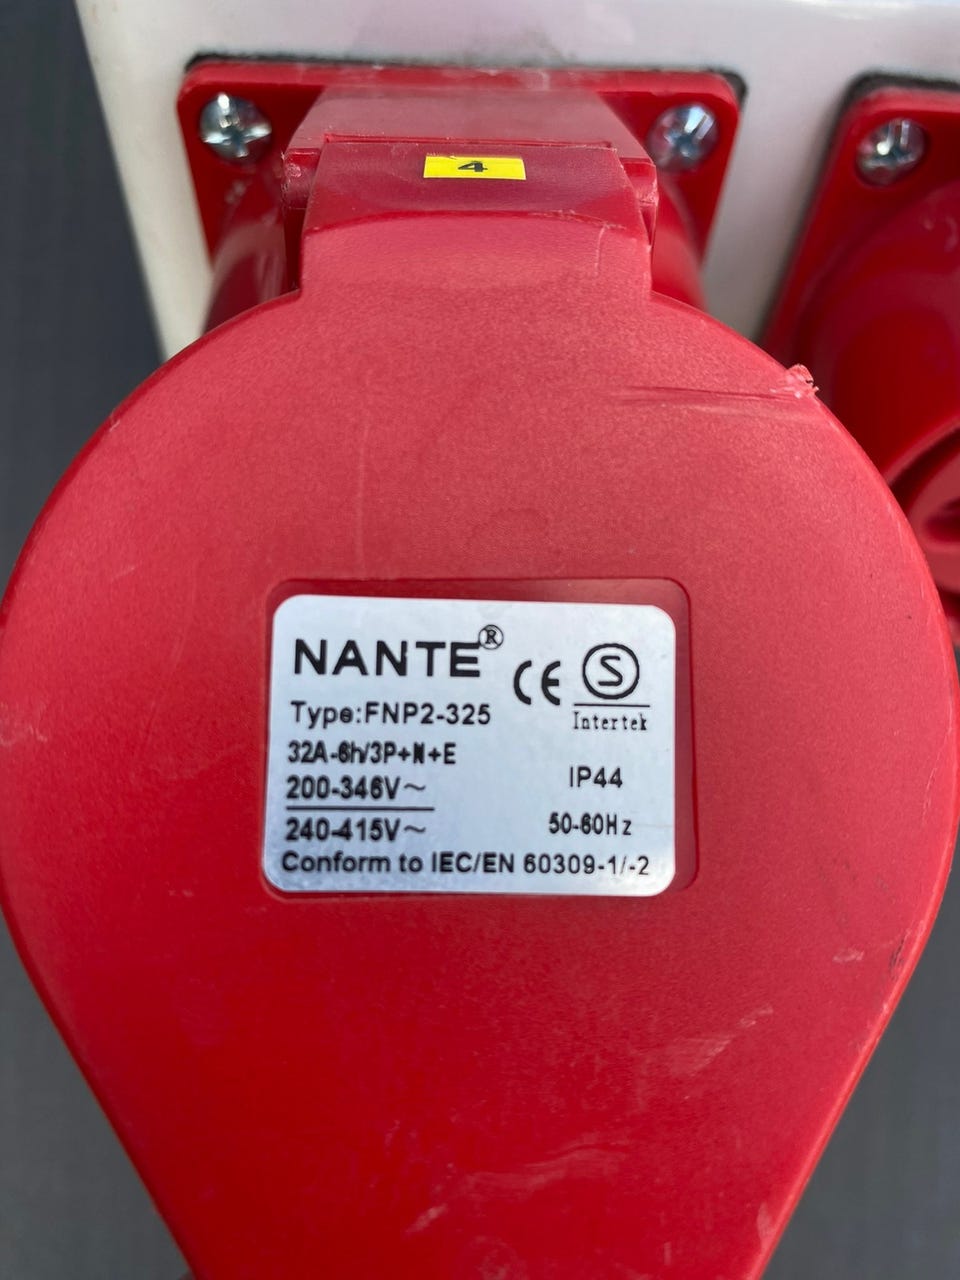 4
NANTE®
CE S
Intertek
Type:FNP2-325
32A-6h/3P+N+E
200-346V~
IP44
240-415V~
50-60Hz
Conform to IEC/EN 60309-1/-2